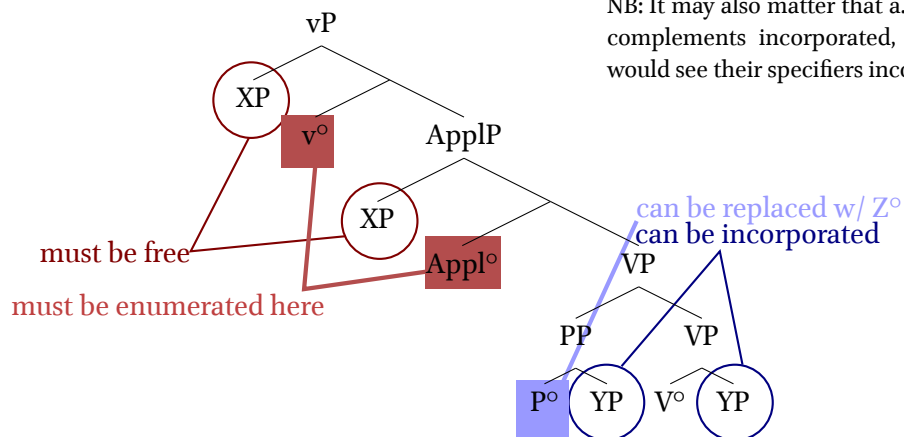 NB: It may also matter that a.
complements incorporated,
would see their specifiers
vP
XP
v°
ApplP
XP
can be replaced w/ Z°
can be incorporated
must be free
Appl°
VP
must be enumerated here
PP VP
P° YP V° YP